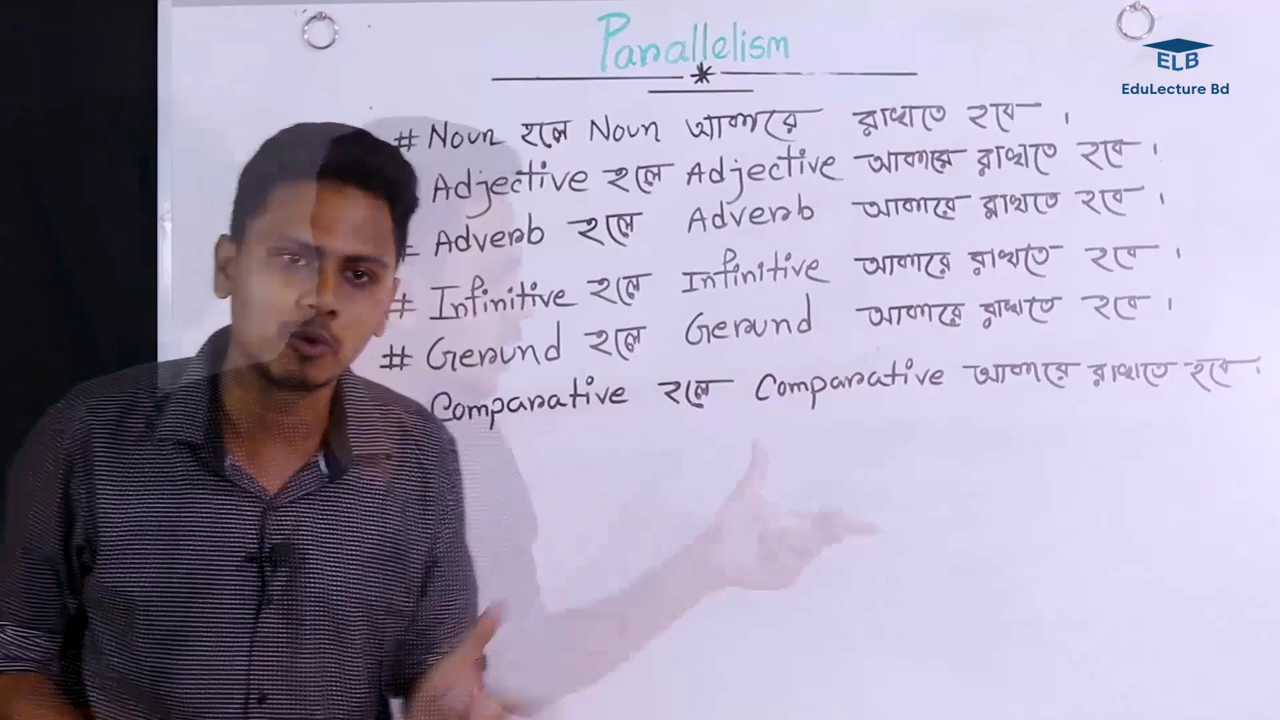 Parallelism
ELB
EduLecture Bd
# Noun হলে Noun আকারে রাখতে হবে ।
Adjective হলে Adjective আকারে রাখতে হবে ।
Adverb হলে Adverb আকারে রাখতে হবে ।
# Infinitive হলে Infinitive আকারে রাখতে হবে ।
# Gerund হলে Gerund আকারে রাখতে হবে ।
Comparative হলে Comparative আকারে রাখতে হবে ।